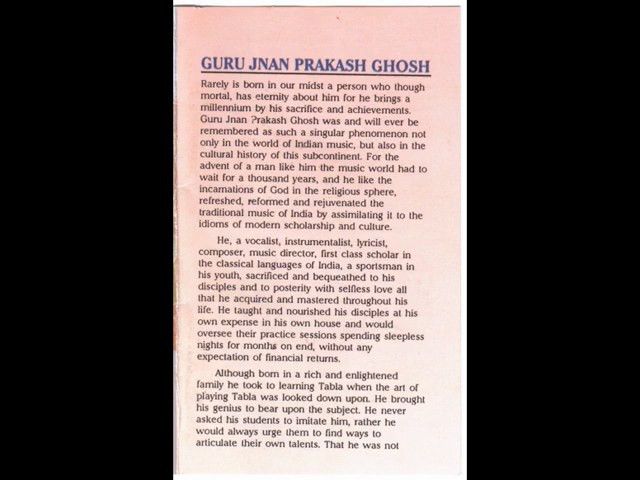 GURU JNAN PRAKASH GHOSH
Rarely is born in our midst a person who though
mortal, has eternity about him for he brings a
millennium by his sacrifice and achievements.
Guru Jnan Prakash Ghosh was and will ever be
remembered as such a singular phenomenon not
only in the world of Indian music, but also in the
cultural history of this subcontinent. For the
advent of a man like him the music world had to
wait for a thousand years, and he like the
incarnations of God in the religious sphere,
refreshed, reformed and rejuvenated the
traditional music of India by assimilating it to the
idioms of modern scholarship and culture.
He, a vocalist, instrumentalist, lyricist,
composer, music director, first class scholar in
the classical languages of India, a sportsman in
his youth, sacrificed and bequeathed to his
disciples and to posterity with selfless love all
that he acquired and mastered throughout his
life. He taught and nourished his disciples at his
own expense in his own house and would
oversee their practice sessions spending sleepless
nights for months on end, without any
expectation of financial returns.
Although born in a rich and enlightened
family he took to learning Tabla when the art of
playing Tabla was looked down upon. He brought
his genius to bear upon the subject. He never
asked his students to imitate him, rather he
would always urge them to find ways to
articulate their own talents. That he was not